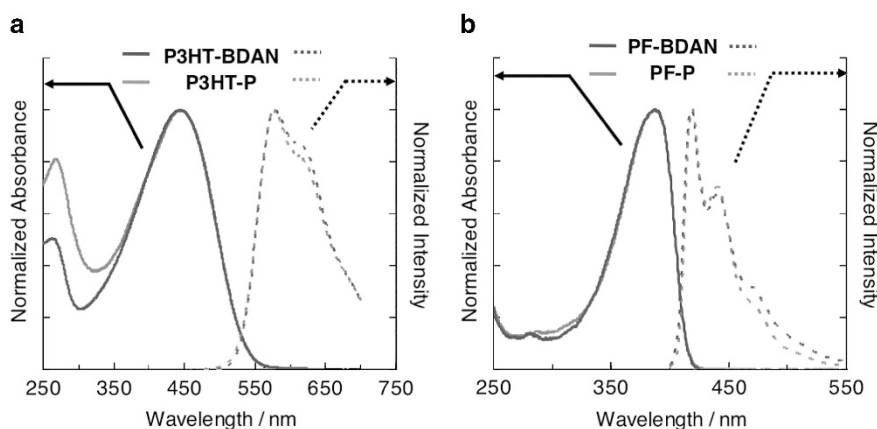 a
P3HT-BDAN
P3HT-P
Normalized Absorbance
Normalized Intensity
250 350 450 550 650 750
Wavelength / nm
b
PF-BDAN
PF-P
Normalized Absorbance
Normalized Intensity
250 350 450 550
Wavelength / nm